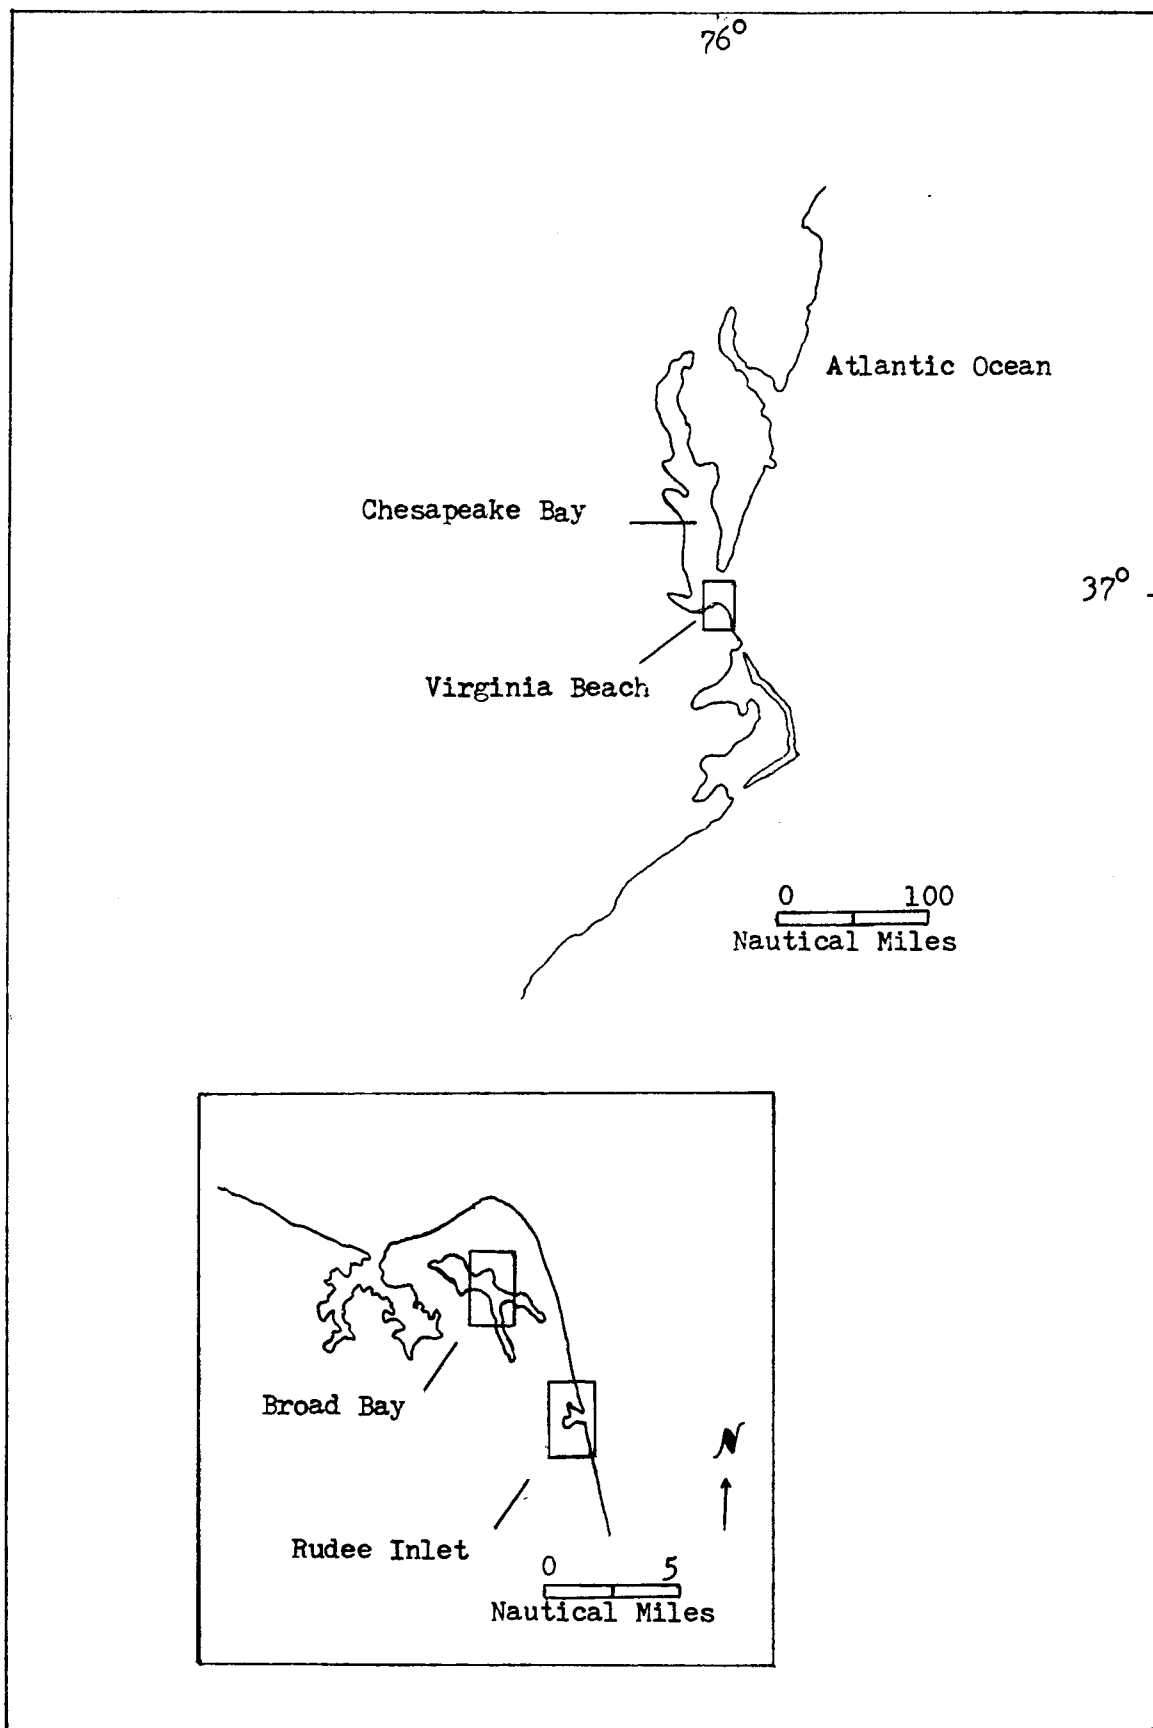 76°
Atlantic Ocean
Chesapeake Bay
37°
Virginia Beach
0 100
Nautical Miles
Broad Bay
N
Rudee Inlet
0 5
Nautical Miles